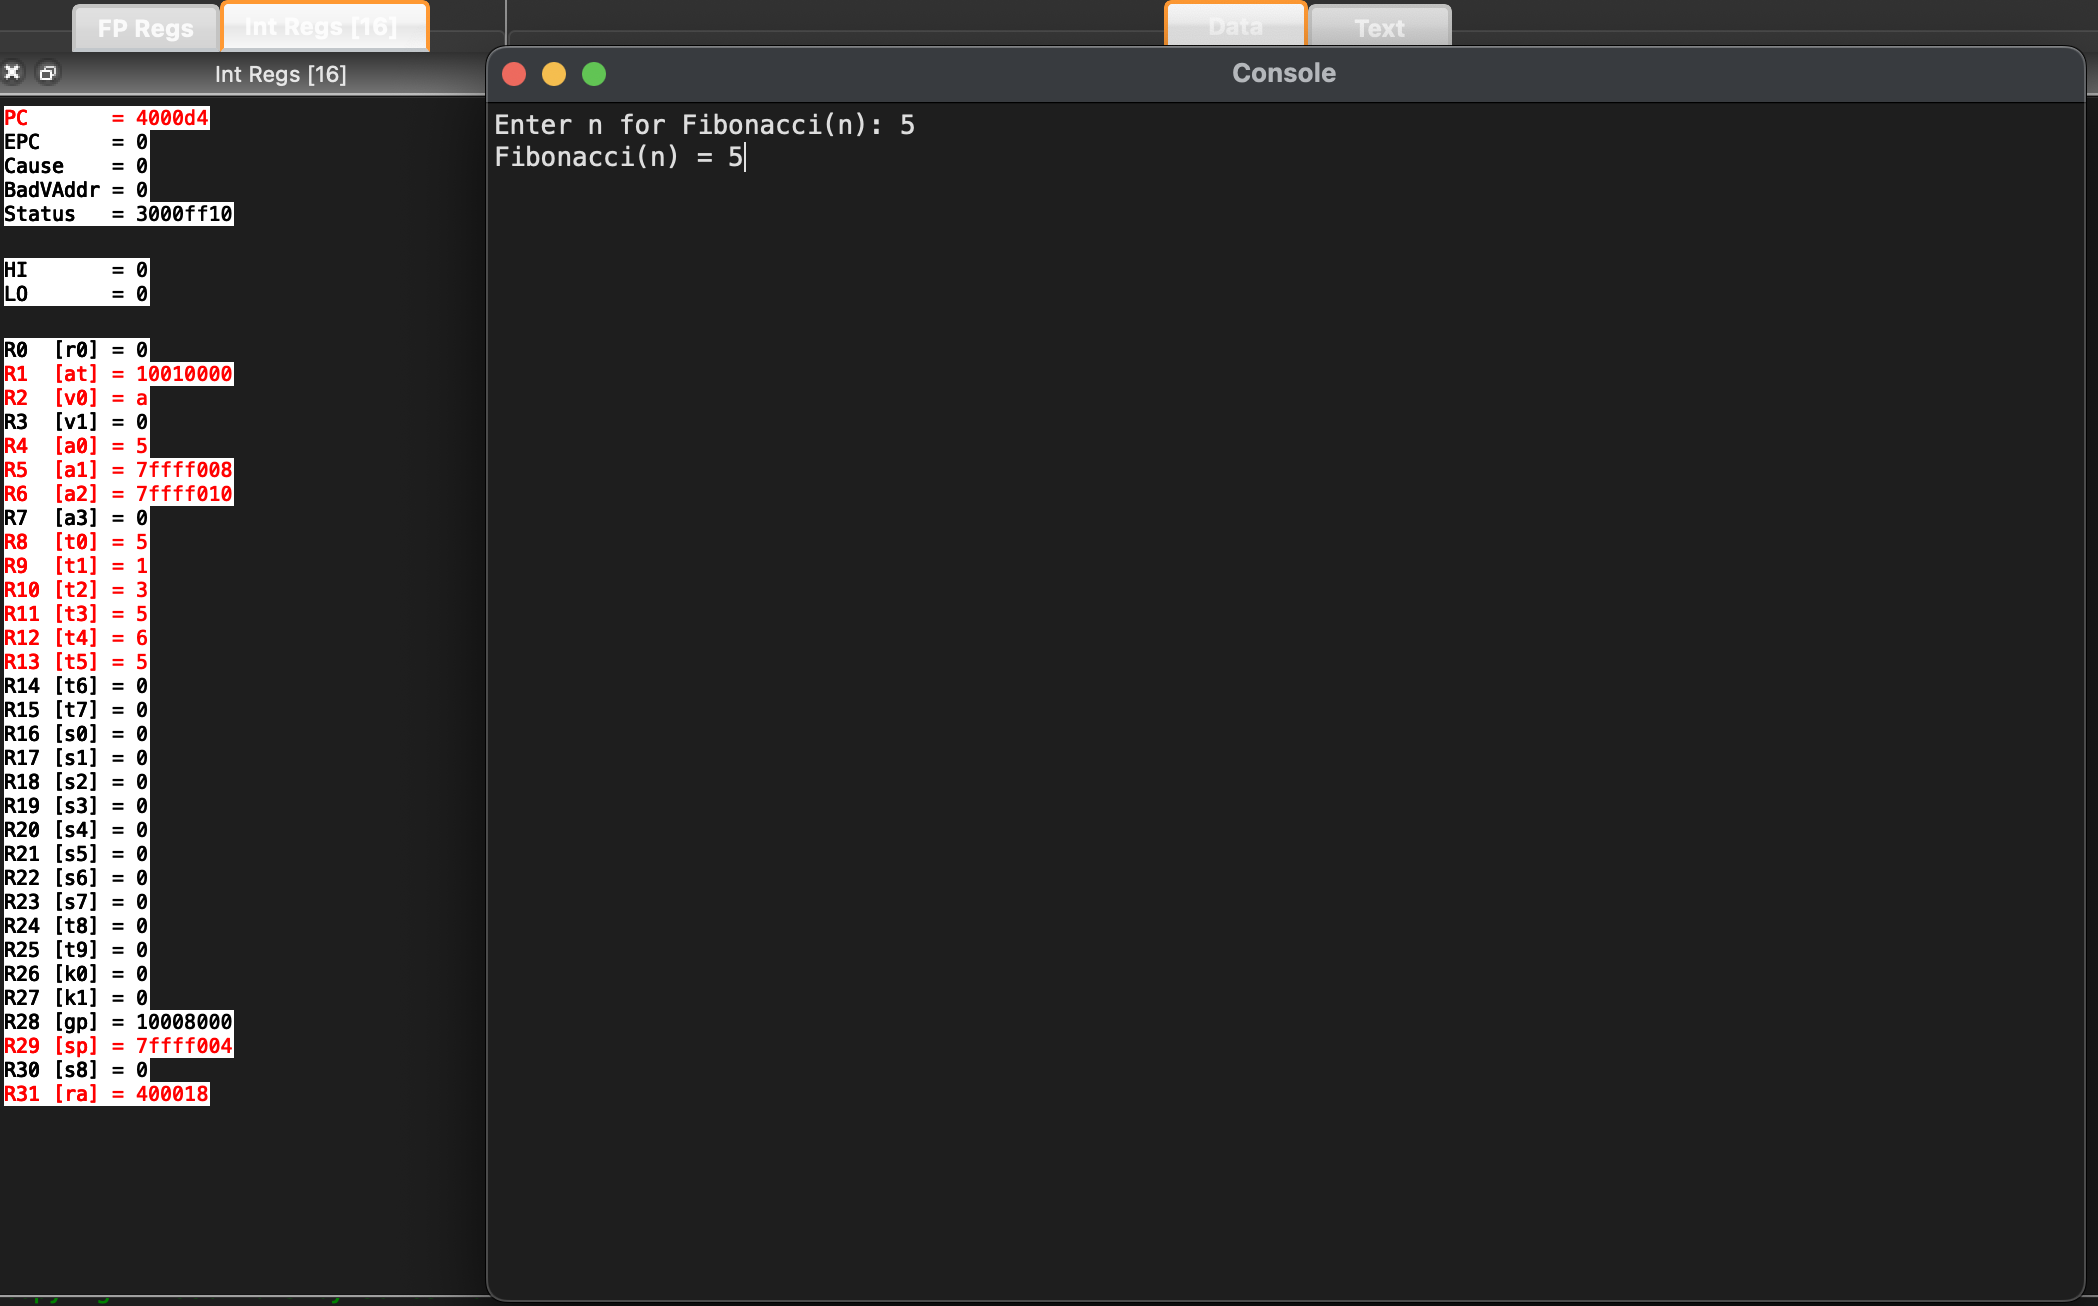 FP Regs
Int Regs [16]
Data
Text
Int Regs [16]
Console
PC       = 4000d4
EPC      = 0
Cause    = 0
BadVAddr = 0
Status   = 3000ff10
HI       = 0
LO       = 0
R0  [r0] = 0
R1  [at] = 10010000
R2  [v0] = a
R3  [v1] = 0
R4  [a0] = 5
R5  [a1] = 7ffff008
R6  [a2] = 7ffff010
R7  [a3] = 0
R8  [t0] = 5
R9  [t1] = 1
R10 [t2] = 3
R11 [t3] = 5
R12 [t4] = 6
R13 [t5] = 5
R14 [t6] = 0
R15 [t7] = 0
R16 [s0] = 0
R17 [s1] = 0
R18 [s2] = 0
R19 [s3] = 0
R20 [s4] = 0
R21 [s5] = 0
R22 [s6] = 0
R23 [s7] = 0
R24 [t8] = 0
R25 [t9] = 0
R26 [k0] = 0
R27 [k1] = 0
R28 [gp] = 10008000
R29 [sp] = 7ffff004
R30 [s8] = 0
R31 [ra] = 400018
Enter n for Fibonacci(n): 5
Fibonacci(n) = 5